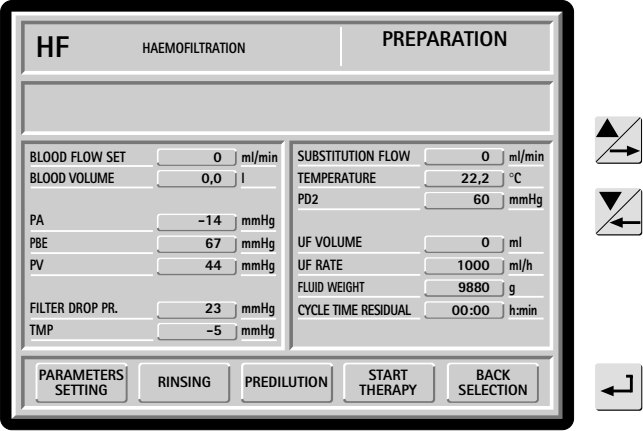 HF HAEMOFILTRATION PREPARATION
BLOOD FLOW SET 0 ml/min
BLOOD VOLUME 0,0 l
PA -14 mmHg
PBE 67 mmHg
PV 44 mmHg
FILTER DROP PR. 23 mmHg
TMP -5 mmHg
SUBSTITUTION FLOW 0 ml/min
TEMPERATURE 22,2 °C
PD2 60 mmHg
UF VOLUME 0 ml
UF RATE 1000 ml/h
FLUID WEIGHT 9880 g
CYCLE TIME RESIDUAL 00:00 h:min
PARAMETERS
SETTING
RINSING
PREDILUTION
START
THERAPY
BACK
SELECTION